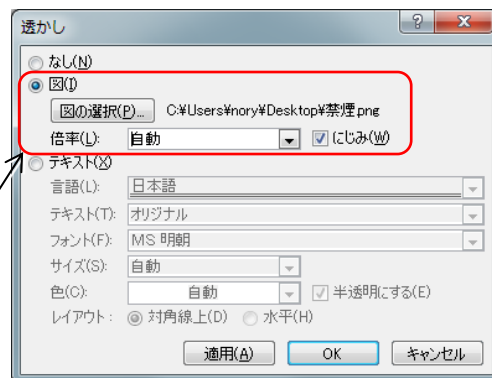 透かし
なし(N)
図(I)
図の選択(P)... C:¥Users¥nory¥Desktop¥禁煙.png
倍率(L): 自動 にじみ(W)
テキスト(X)
言語(L): 日本語
テキスト(T): オリジナル
フォント(F): MS 明朝
サイズ(S): 自動
色(C): 自動 半透明にする(E)
レイアウト: 対角線上(D) 水平(H)
適用(A) OK キャンセル